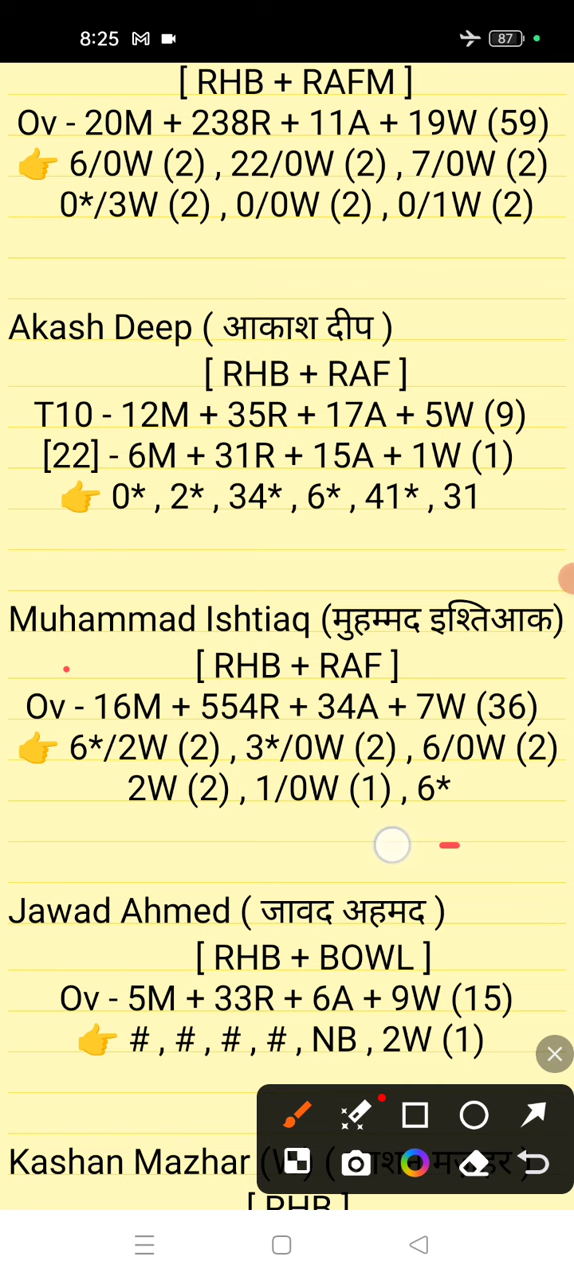 8:25 87
[ RHB + RAFM ]
Ov - 20M + 238R + 11A + 19W (59)
👉 6/0W (2) , 22/0W (2) , 7/0W (2)
0*/3W (2) , 0/0W (2) , 0/1W (2)
Akash Deep ( आकाश दीप )
[ RHB + RAF ]
T10 - 12M + 35R + 17A + 5W (9)
[22] - 6M + 31R + 15A + 1W (1)
👉 0* , 2* , 34* , 6* , 41* , 31
Muhammad Ishtiaq (मुहम्मद इश्तिआक)
[ RHB + RAF ]
Ov - 16M + 554R + 34A + 7W (36)
👉 6*/2W (2) , 3*/0W (2) , 6/0W (2)
2W (2) , 1/0W (1) , 6*
Jawad Ahmed ( जावद अहमद )
[ RHB + BOWL ]
Ov - 5M + 33R + 6A + 9W (15)
👉 # , # , # , # , NB , 2W (1)
Kashan Mazhar
[ RHB ]